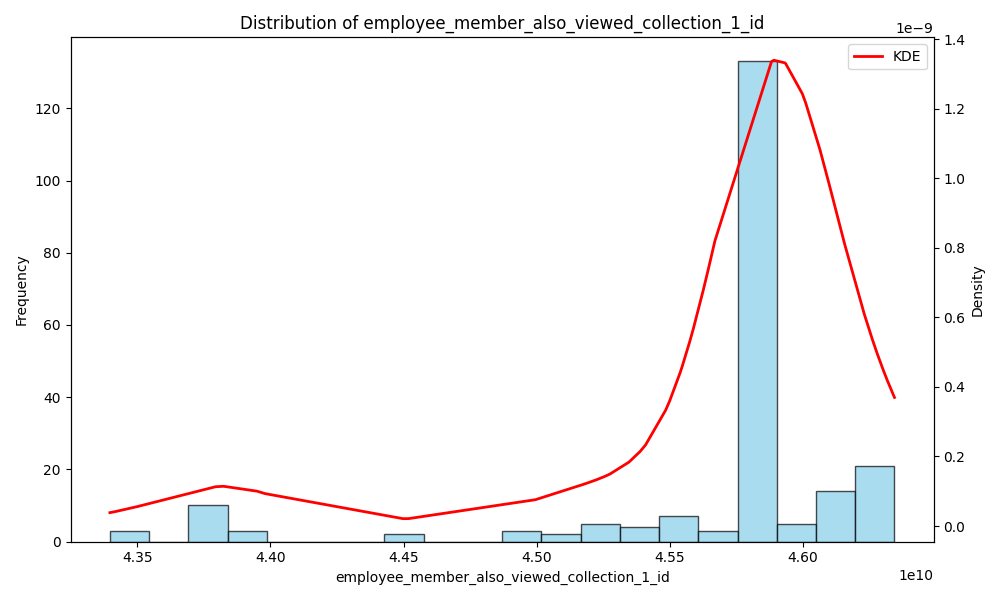 Distribution of employee_member_also_viewed_collection_1_id
1e−9
KDE
Frequency
0
20
40
60
80
100
120
0.0
0.2
0.4
0.6
0.8
1.0
1.2
1.4
Density
4.35 4.40 4.45 4.50 4.55 4.60
1e10
employee_member_also_viewed_collection_1_id